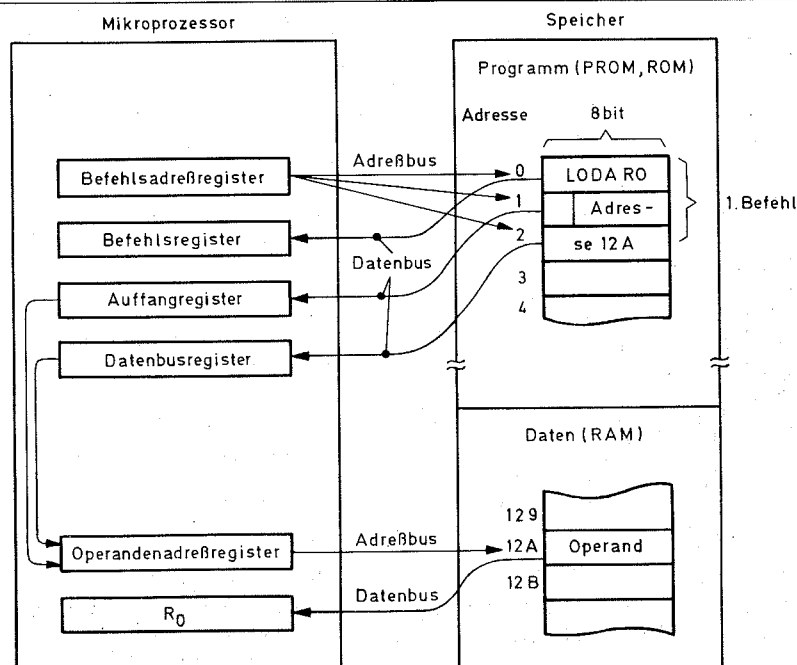 Mikroprozessor
Speicher
Programm (PROM, ROM)
Adresse
8bit
Befehlsadreßregister
Adreßbus
0
LODA R0
1
Adres-
1. Befehl
Befehlsregister
2
se 12A
Datenbus
3
Auffangregister
4
Datenbusregister
Daten (RAM)
129
Operandenadreßregister
Adreßbus
12A
Operand
12B
Datenbus
R0